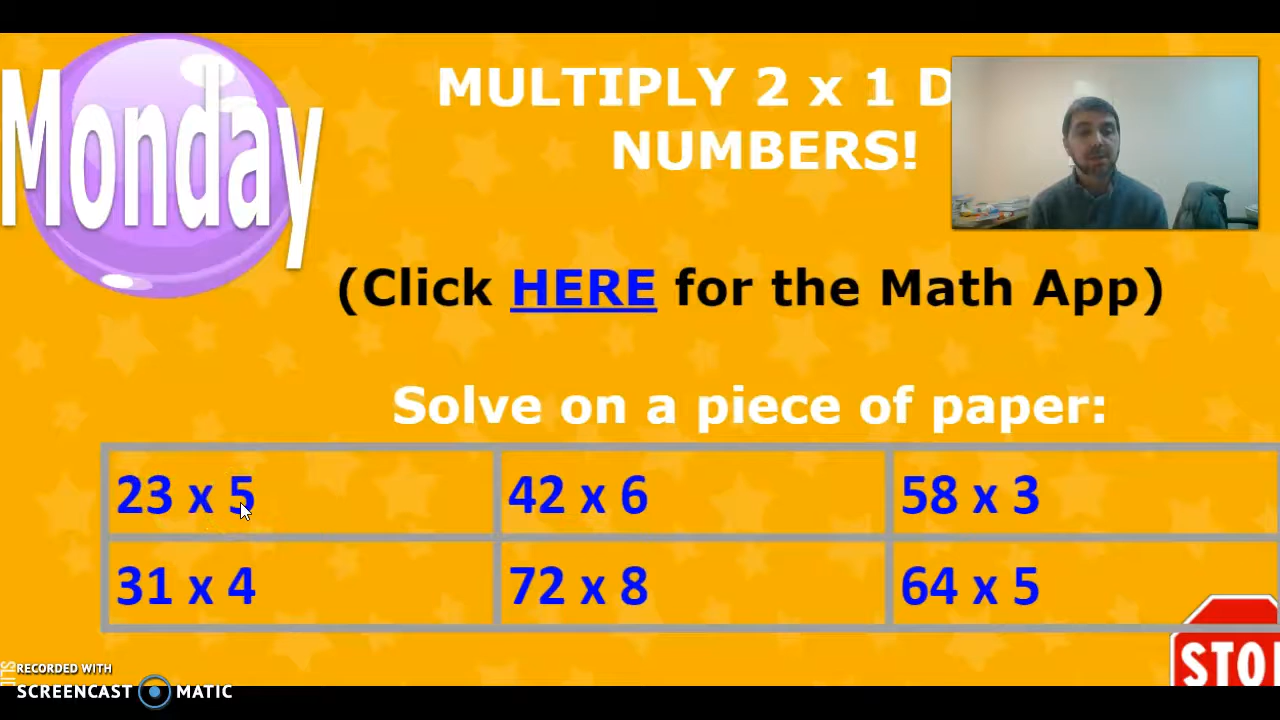 Monday
MULTIPLY 2 x 1 D
NUMBERS!
(Click HERE for the Math App)
Solve on a piece of paper:
23 x 5 42 x 6 58 x 3
31 x 4 72 x 8 64 x 5
STO
RECORDED WITH
SCREENCAST MATIC